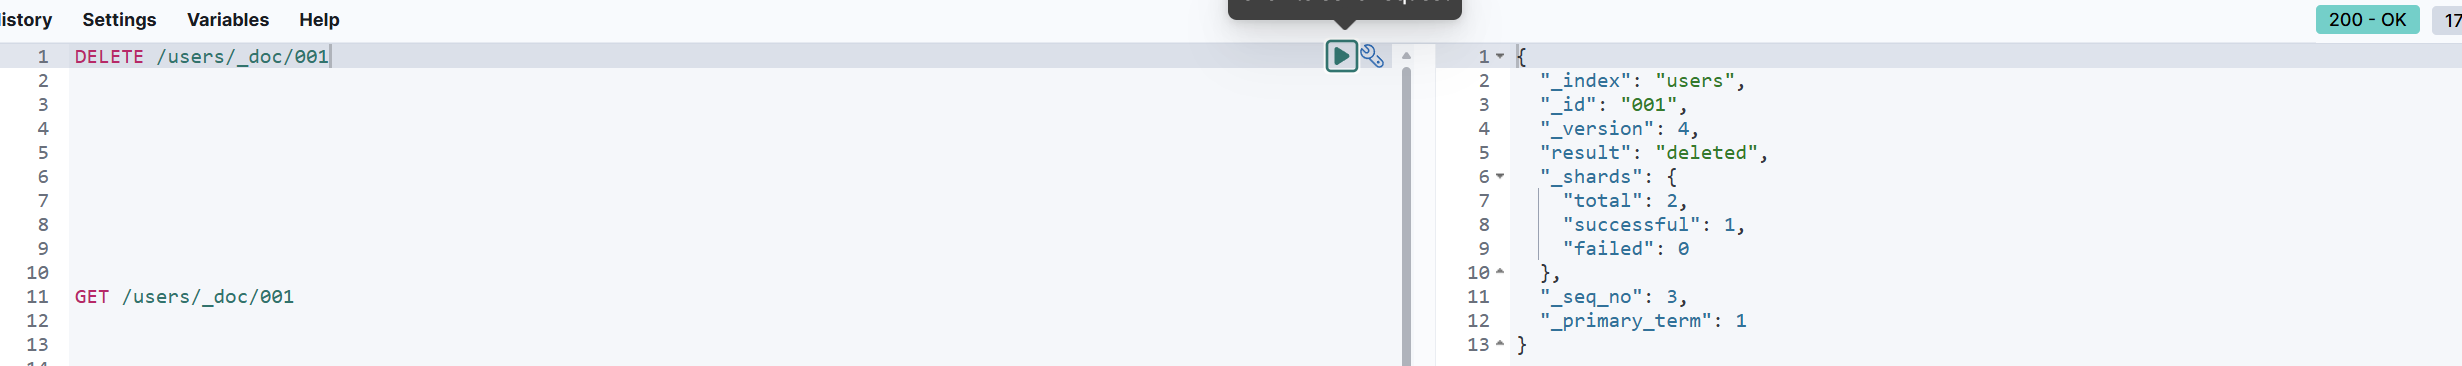 istory Settings Variables Help
200 - OK
17
1 DELETE /users/_doc/001
2
3
4
5
6
7
8
9
10
11 GET /users/_doc/001
12
13
1 {
2 "_index": "users",
3 "_id": "001",
4 "_version": 4,
5 "result": "deleted",
6 "_shards": {
7 "total": 2,
8 "successful": 1,
9 "failed": 0
10 },
11 "_seq_no": 3,
12 "_primary_term": 1
13 }